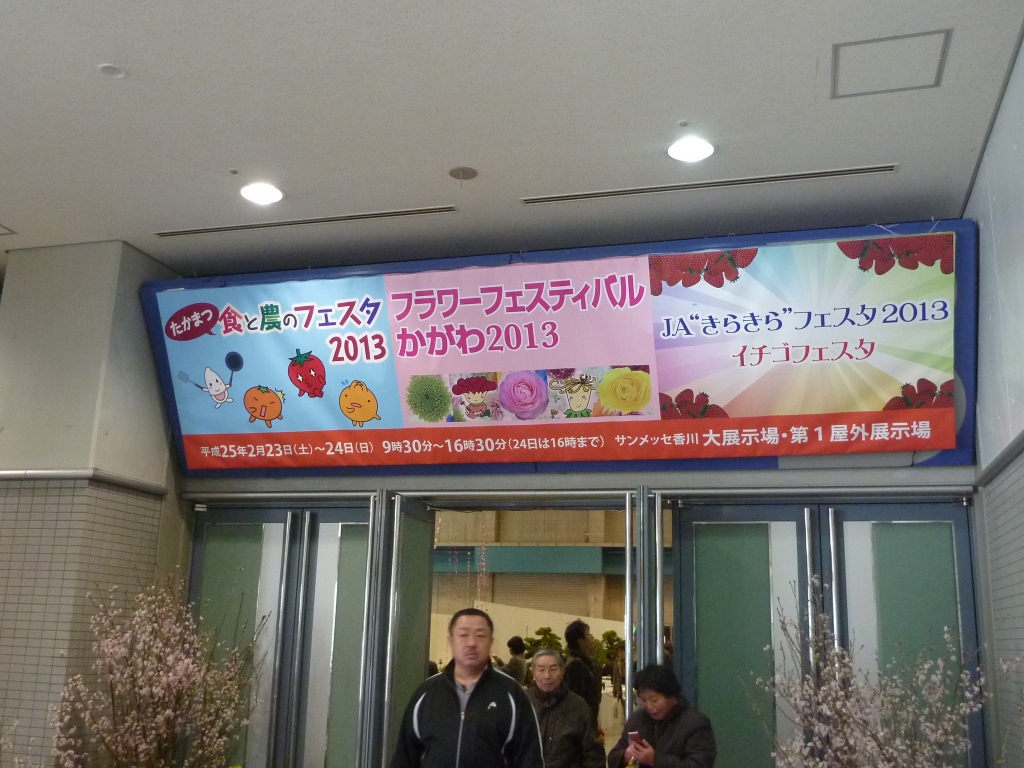 たかまつ 食と農のフェスタ
2013
フラワーフェスティバル
かがわ2013
JA“きらきら”フェスタ2013
イチゴフェスタ
平成25年2月23日(土)～24日(日) 9時30分～16時30分(24日は16時まで) サンメッセ香川 大展示場・第1屋外展示場